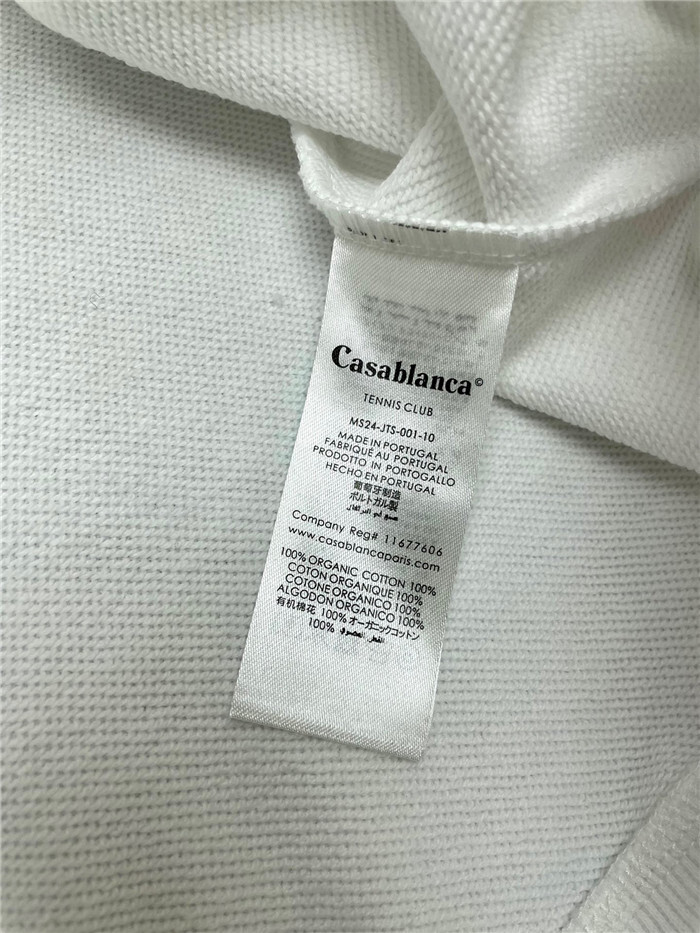 Casablanca©
TENNIS CLUB
MS24-JTS-001-10
MADE IN PORTUGAL
FABRIQUÉ AU PORTUGAL
PRODOTTO IN PORTOGALLO
HECHO EN PORTUGAL
葡萄牙制造
ポルトガル製
Company Reg# 11677606
www.casablancaparis.com
100% ORGANIC COTTON 100%
COTON ORGANIQUE 100%
COTONE ORGANICO 100%
ALGODON ORGANICO 100%
有机棉花 100% オーガニックコットン
100%